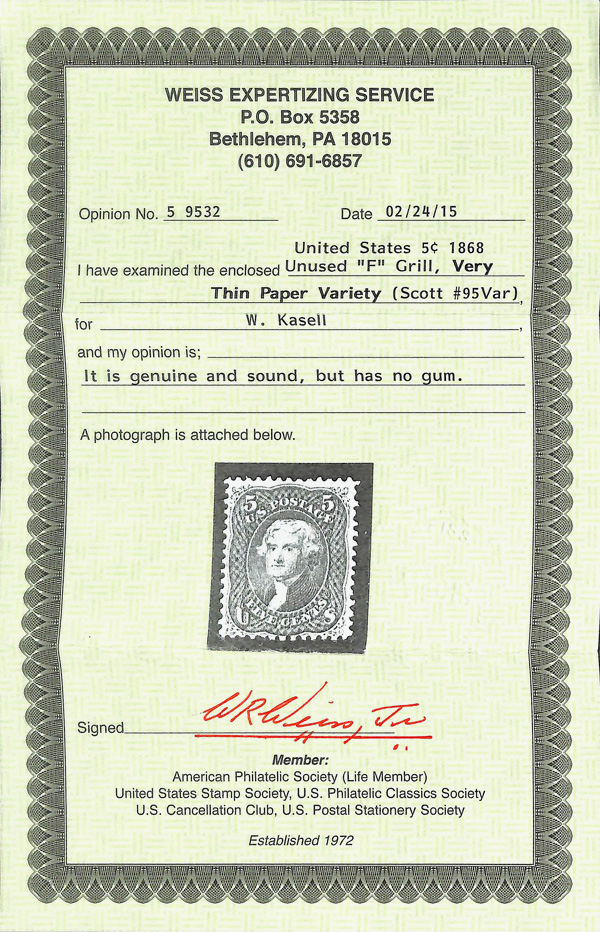 WEISS EXPERTIZING SERVICE
P.O. Box 5358
Bethlehem, PA 18015
(610) 691-6857
Opinion No. 5 9532 Date 02/24/15
United States 5¢ 1868
I have examined the enclosed Unused "F" Grill, Very
Thin Paper Variety (Scott #95Var),
for W. Kasell,
and my opinion is;
It is genuine and sound, but has no gum.
A photograph is attached below.
5 5
U.S. POSTAGE
FIVE CENTS
U S
Signed WRWeiss, Jr
Member:
American Philatelic Society (Life Member)
United States Stamp Society, U.S. Philatelic Classics Society
U.S. Cancellation Club, U.S. Postal Stationery Society
Established 1972